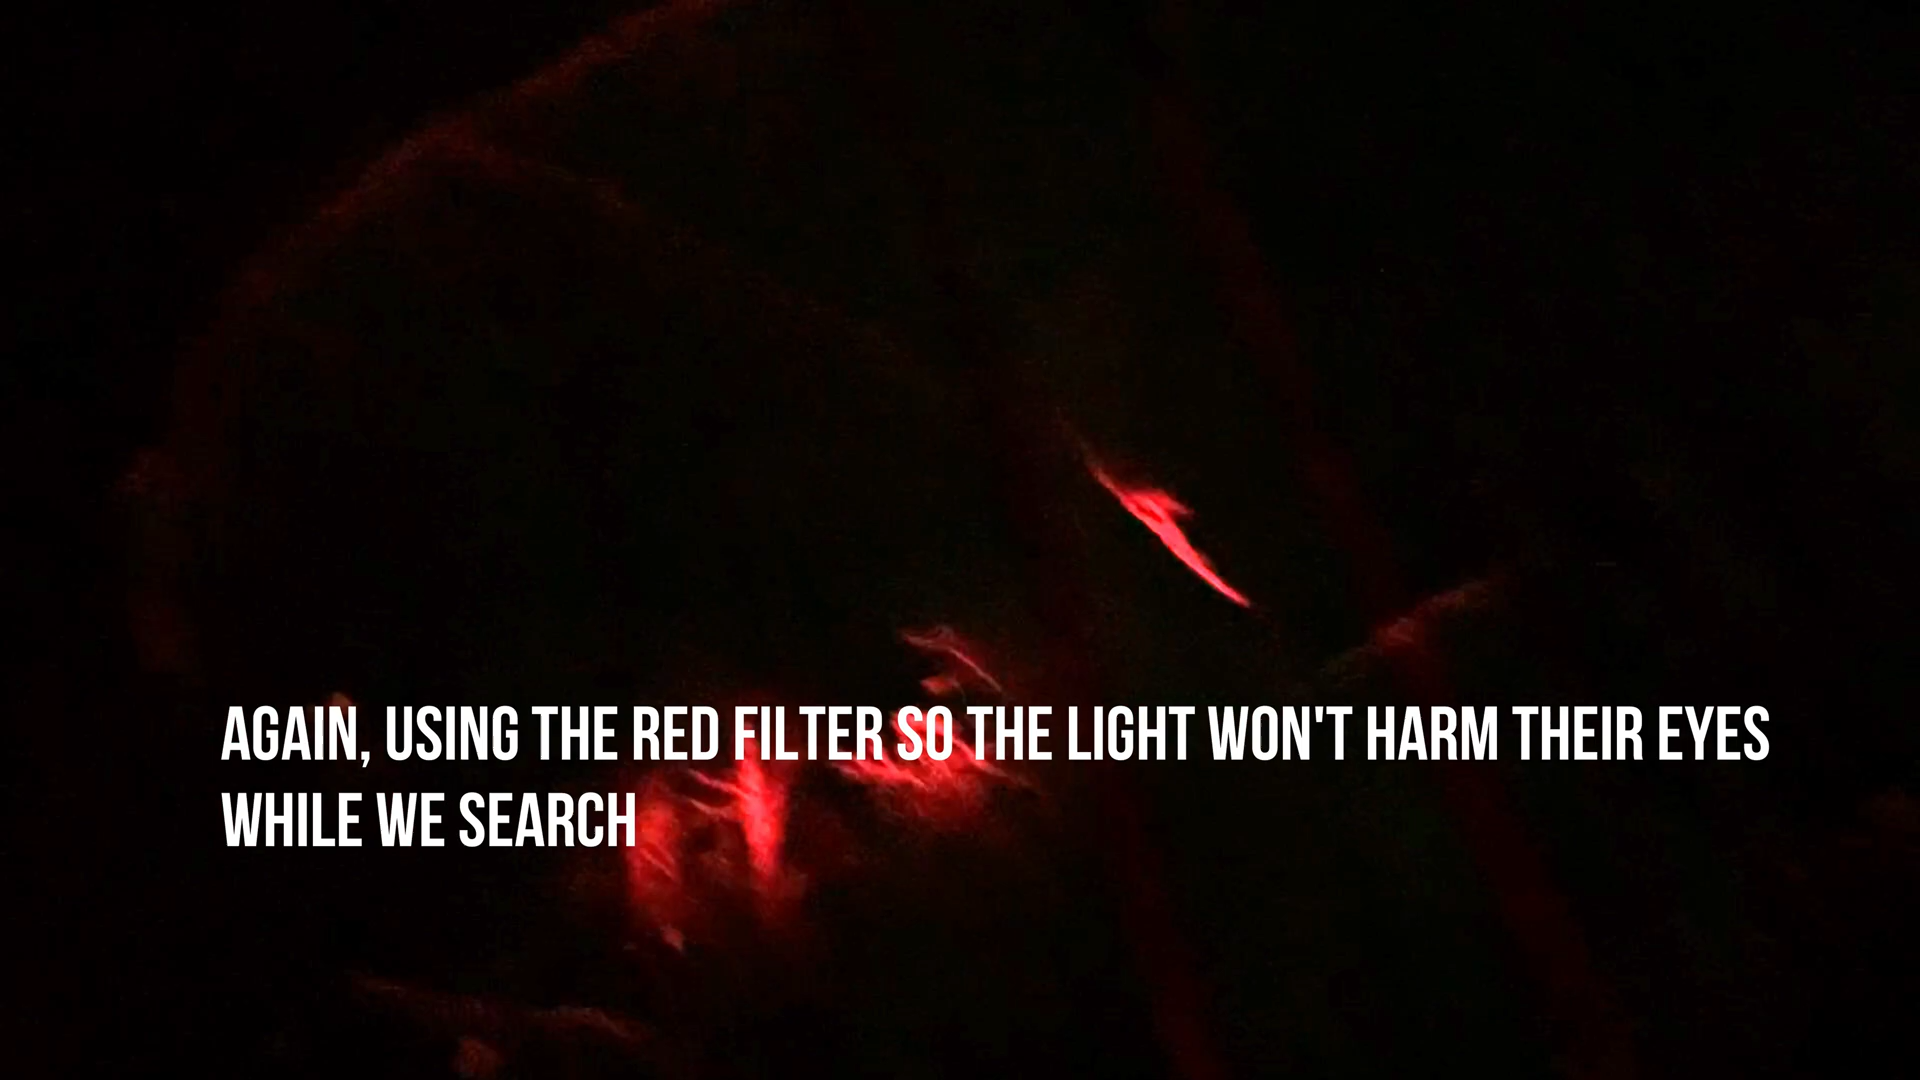 AGAIN, USING THE RED FILTER SO THE LIGHT WON'T HARM THEIR EYES
WHILE WE SEARCH